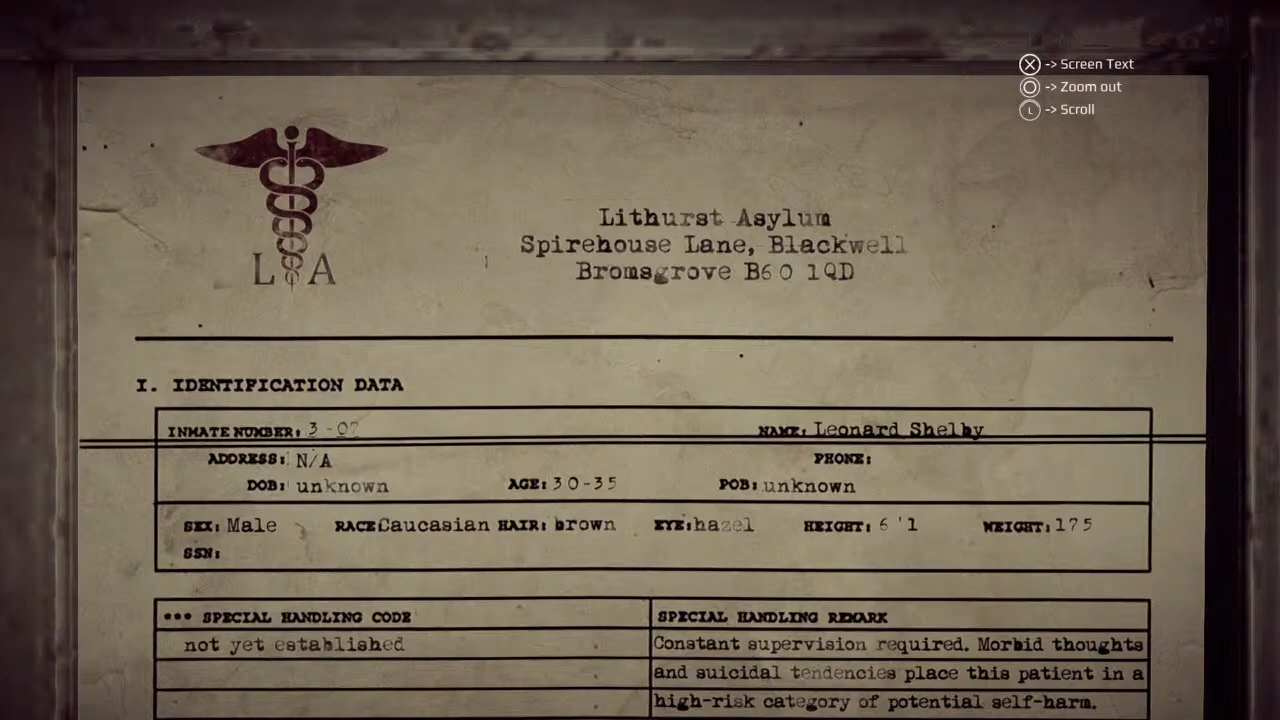 X -> Screen Text
O -> Zoom out
L -> Scroll
L A
Lithurst Asylum
Spirehouse Lane, Blackwell
Bromsgrove B60 1QD
I. IDENTIFICATION DATA
INMATE NUMBER: 3-07 NAME: Leonard Shelby
ADDRESS: N/A PHONE:
DOB: unknown AGE: 30-35 POB: unknown
SEX: Male RACE Caucasian HAIR: brown EYE: hazel HEIGHT: 6'1 WEIGHT: 175
SSN:
••• SPECIAL HANDLING CODE SPECIAL HANDLING REMARK
not yet established Constant supervision required. Morbid thoughts
and suicidal tendencies place this patient in a
high-risk category of potential self-harm.